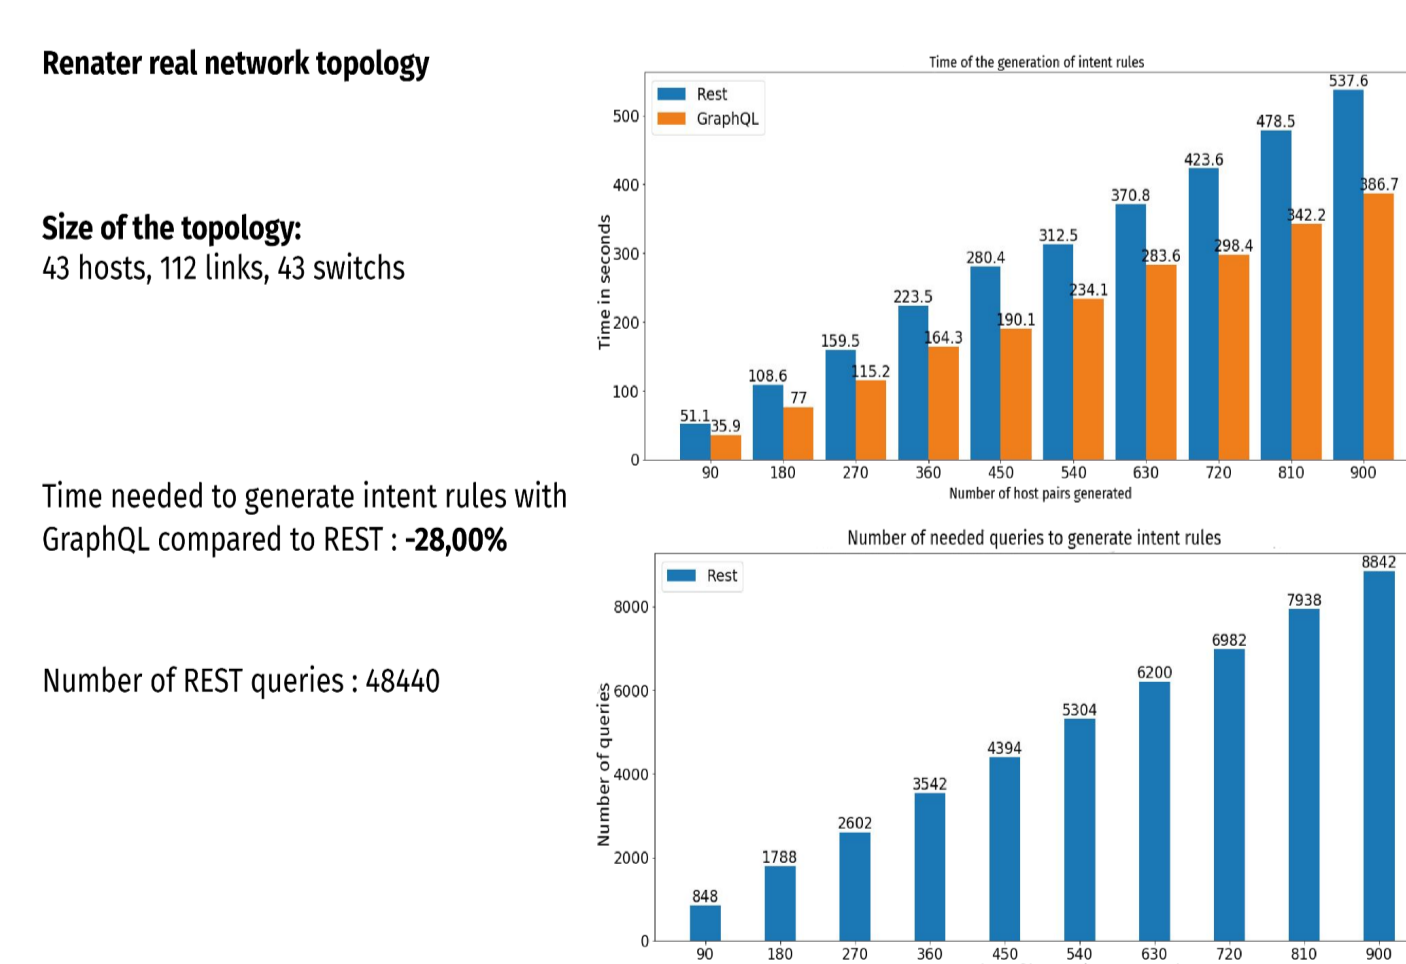 Renater real network topology
Size of the topology:
43 hosts, 112 links, 43 switchs
Time needed to generate intent rules with
GraphQL compared to REST : -28,00%
Number of REST queries : 48440
Time of the generation of intent rules
Rest
GraphQL
Time in seconds
500
400
300
200
100
0
51.1
35.9
108.6
77
159.5
115.2
223.5
164.3
280.4
190.1
312.5
234.1
370.8
283.6
423.6
298.4
478.5
342.2
537.6
386.7
90 180 270 360 450 540 630 720 810 900
Number of host pairs generated
Number of needed queries to generate intent rules
Rest
Number of queries
8000
6000
4000
2000
0
848
1788
2602
3542
4394
5304
6200
6982
7938
8842
90 180 270 360 450 540 630 720 810 900